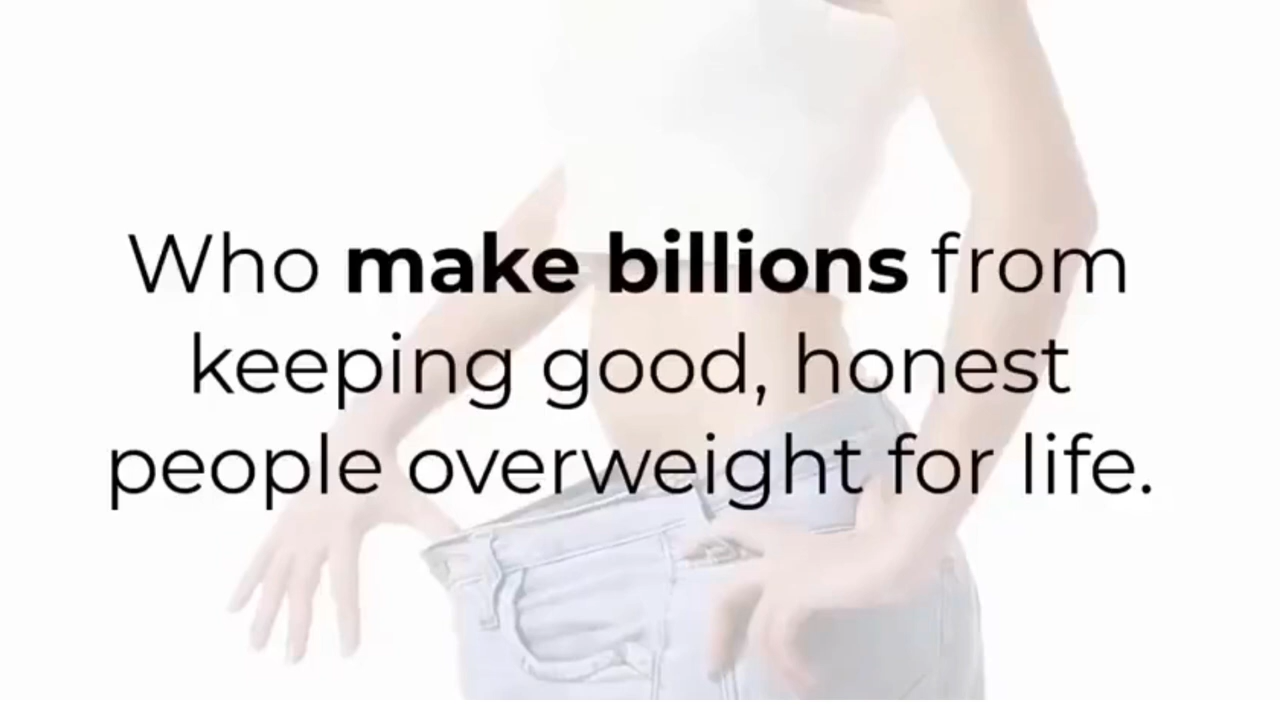 Who make billions from
keeping good, honest
people overweight for life.